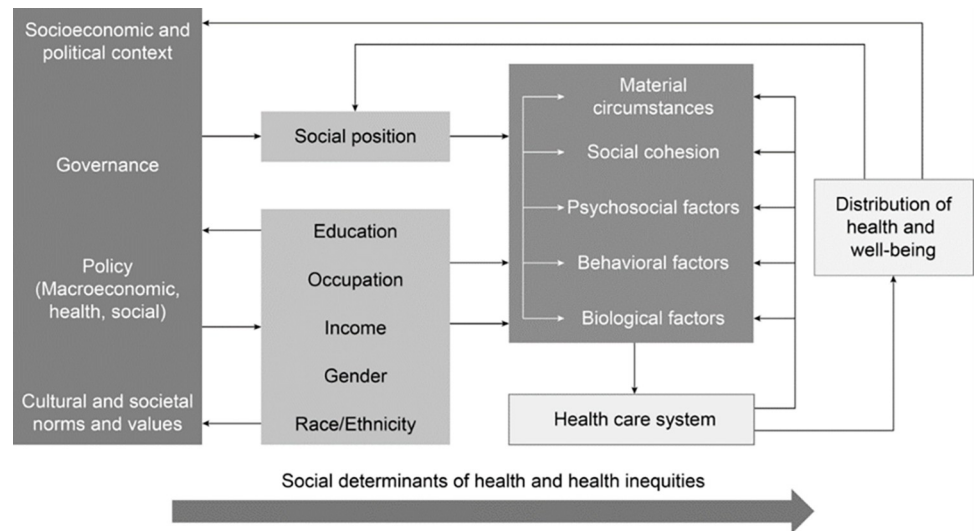 Socioeconomic and
political context
Governance
Policy
(Macroeconomic,
health, social)
Cultural and societal
norms and values
Social position
Education
Occupation
Income
Gender
Race/Ethnicity
Material
circumstances
Social cohesion
Psychosocial factors
Behavioral factors
Biological factors
Health care system
Distribution of
health and
well-being
Social determinants of health and health inequities